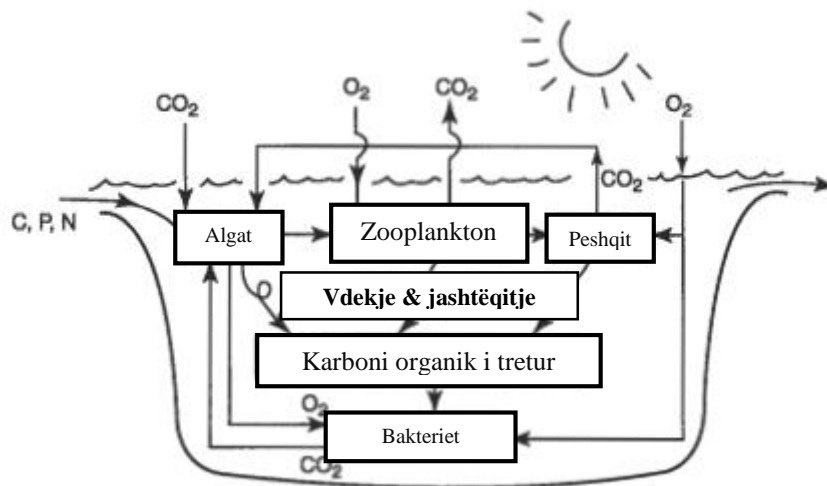 CO₂
O₂
CO₂
O₂
CO₂
C, P, N
Algat
Zooplankton
Peshqit
Vdekje & jashtëqitje
Karboni organik i tretur
O₂
Bakteriet
CO₂